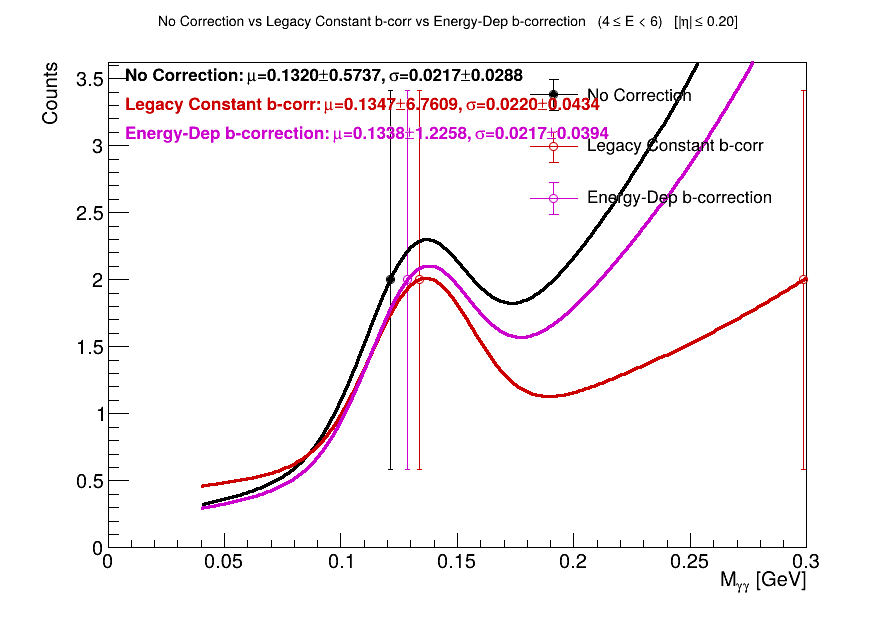 No Correction vs Legacy Constant b-corr vs Energy-Dep b-correction (4 ≤ E < 6) [|η| ≤ 0.20]
Counts
No Correction: μ=0.1320±0.5737, σ=0.0217±0.0288
Legacy Constant b-corr: μ=0.1347±6.7609, σ=0.0220±0.0434
Energy-Dep b-correction: μ=0.1338±1.2258, σ=0.0217±0.0394
No Correction
Legacy Constant b-corr
Energy-Dep b-correction
3.5
3
2.5
2
1.5
1
0.5
0
0 0.05 0.1 0.15 0.2 0.25 0.3
Mγγ [GeV]